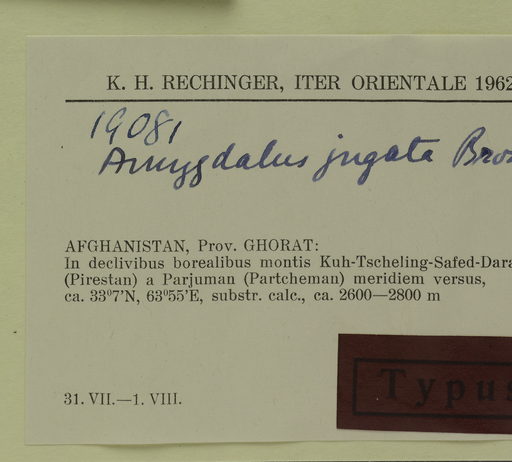 K. H. RECHINGER, ITER ORIENTALE 1962
19081
Amygdalus jugata
AFGHANISTAN, Prov. GHORAT:
In declivibus borealibus montis Kuh-Tscheling-Safed-Dara
(Pirestan) a Parjuman (Partcheman) meridiem versus,
ca. 33°7'N, 63°55'E, substr. calc., ca. 2600—2800 m
31. VII.—1. VIII.
Typus